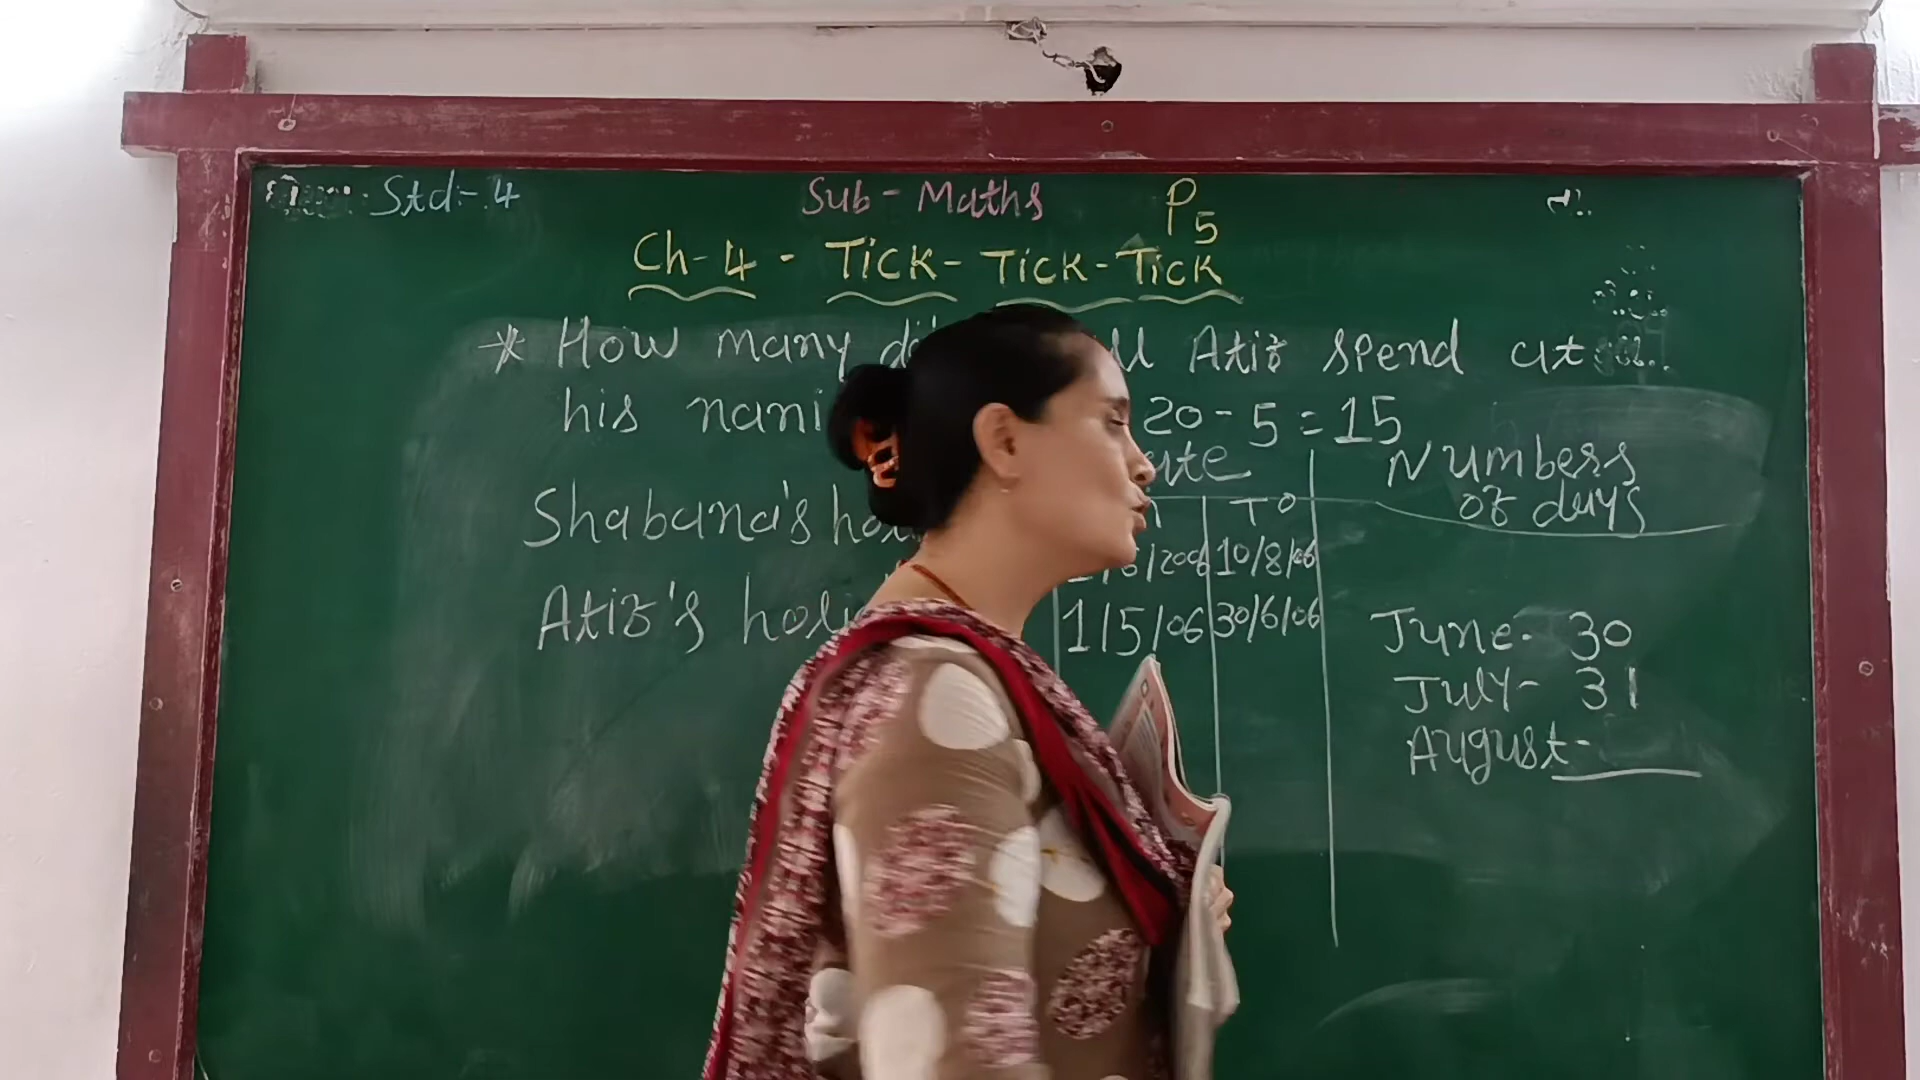 Std-4
Sub - Maths
P5
Ch-4 - Tick-Tick-Tick
* How many Atiz spend at
his nani 20-5=15
Numbers
of days
Shabana's
To
10/8/06
Atiz's
1/5/06 30/6/06
June- 30
July- 31
August-